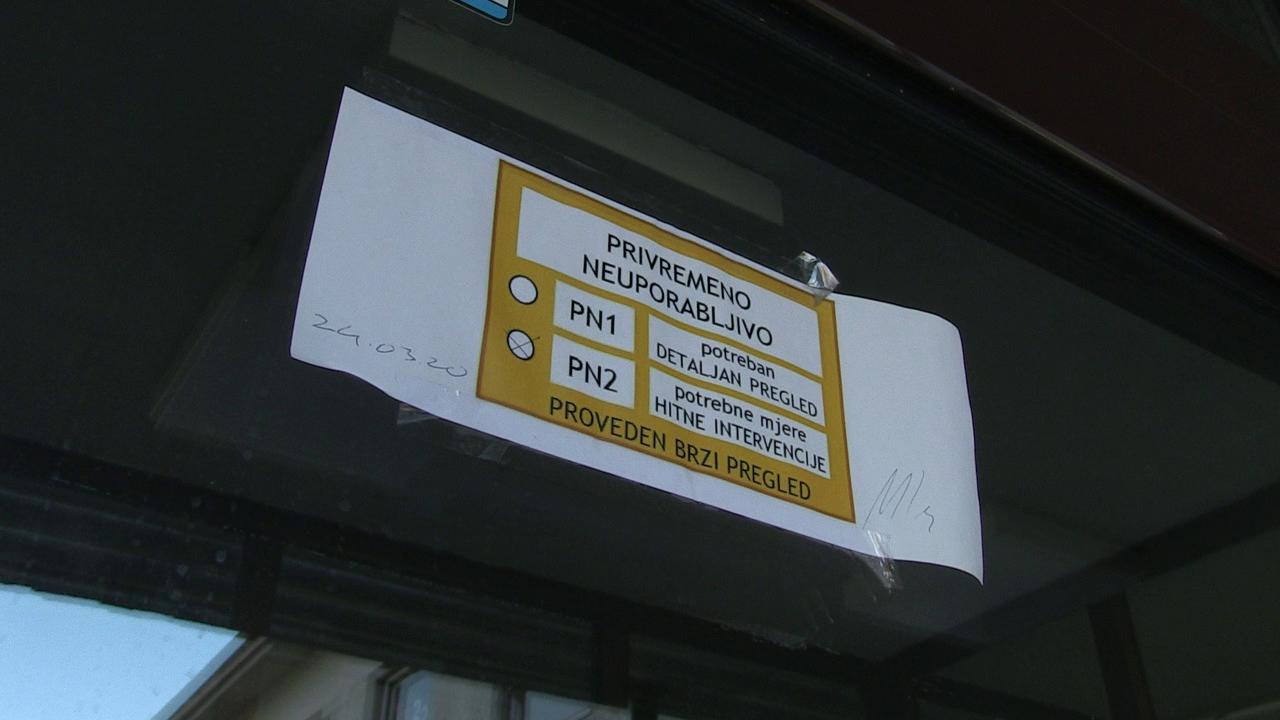 PRIVREMENO
NEUPORABLJIVO
PN1
potreban
DETALJAN PREGLED
PN2
potrebne mjere
HITNE INTERVENCIJE
PROVEDEN BRZI PREGLED
24.03.20